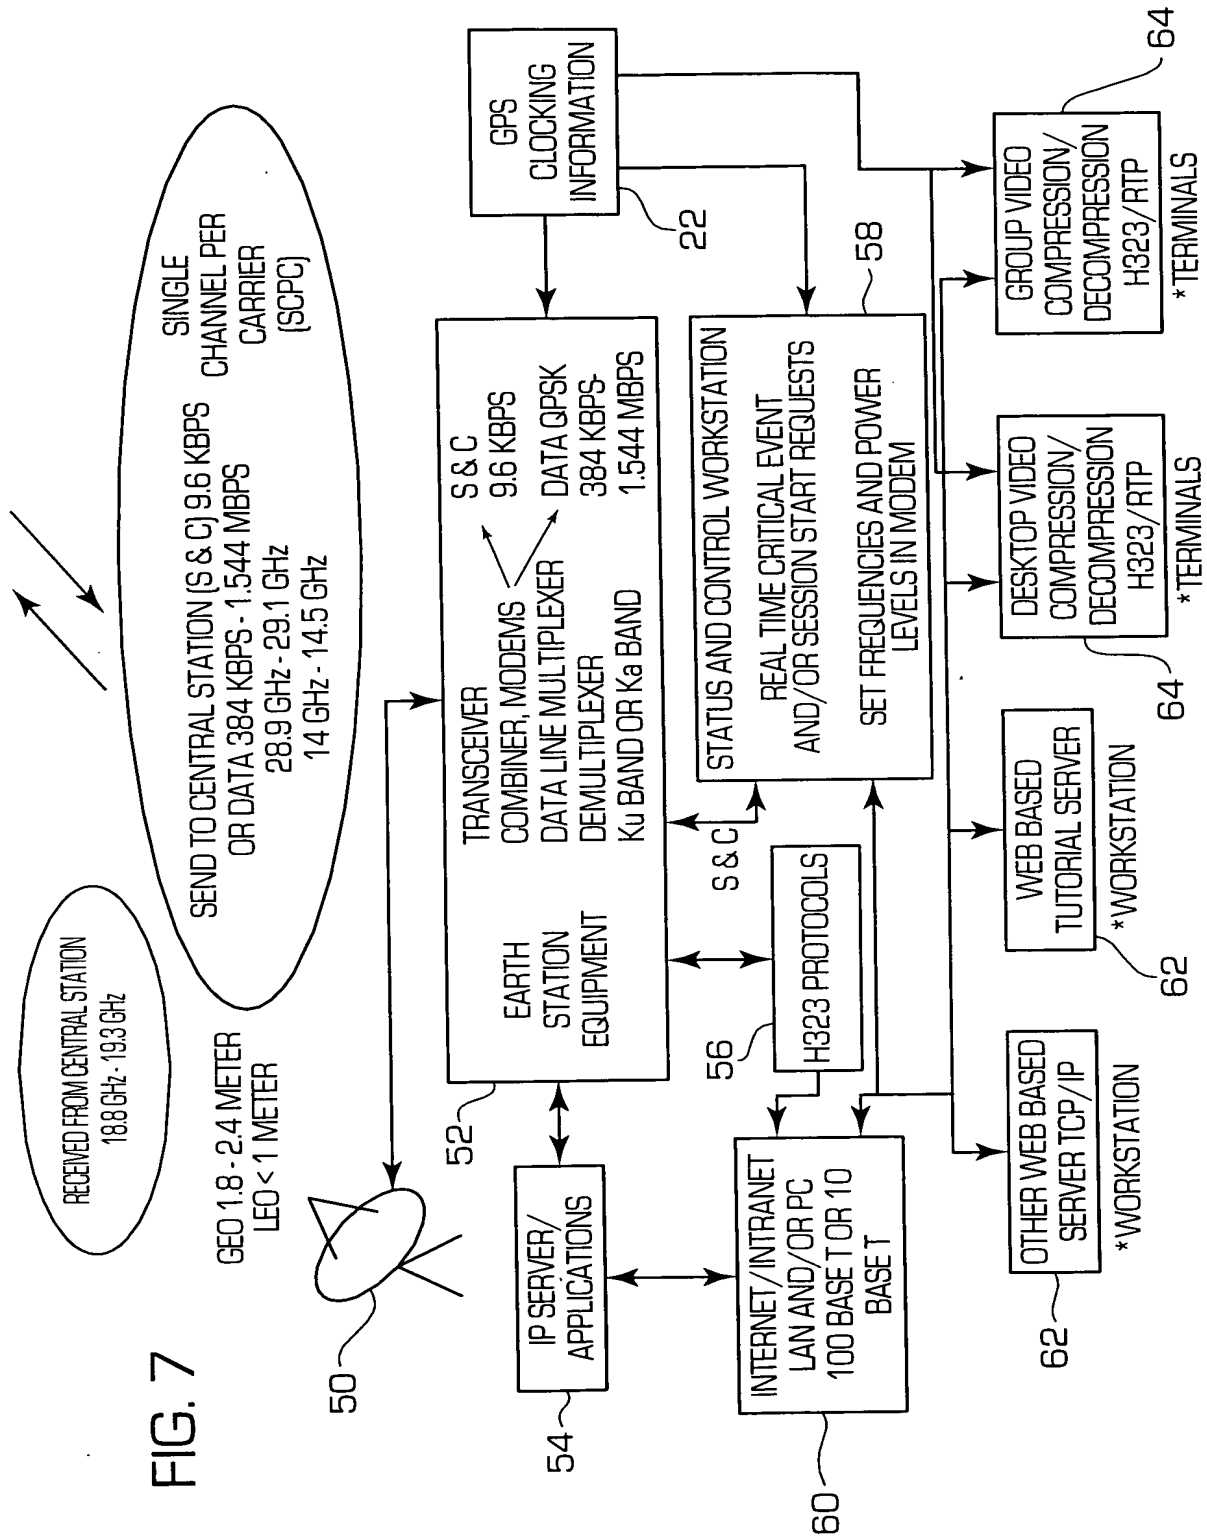 FIG. 7
RECEIVED FROM CENTRAL STATION
18.8 GHz - 19.3 GHz
SEND TO CENTRAL STATION (S & C) 9.6 KBPS
OR DATA 384 KBPS - 1.544 MBPS
28.9 GHz - 29.1 GHz
14 GHz - 14.5 GHz
SINGLE
CHANNEL PER
CARRIER
(SCPC)
GEO 1.8 - 2.4 METER
LEO < 1 METER
50
52
EARTH
STATION
EQUIPMENT
TRANSCEIVER
COMBINER, MODEMS
DATA LINE MULTIPLEXER
DEMULTIPLEXER
Ku BAND OR Ka BAND
S & C
9.6 KBPS
DATA QPSK
384 KBPS-
1.544 MBPS
GPS
CLOCKING
INFORMATION
22
IP SERVER/
APPLICATIONS
54
56
H323 PROTOCOLS
S & C
STATUS AND CONTROL WORKSTATION
REAL TIME CRITICAL EVENT
AND/OR SESSION START REQUESTS
SET FREQUENCIES AND POWER
LEVELS IN MODEM
58
INTERNET/INTRANET
LAN AND/OR PC
100 BASE T OR 10
BASE T
60
OTHER WEB BASED
SERVER TCP/IP
*WORKSTATION
62
WEB BASED
TUTORIAL SERVER
*WORKSTATION
62
DESKTOP VIDEO
COMPRESSION/
DECOMPRESSION
H323/RTP
*TERMINALS
64
GROUP VIDEO
COMPRESSION/
DECOMPRESSION
H323/RTP
*TERMINALS
64